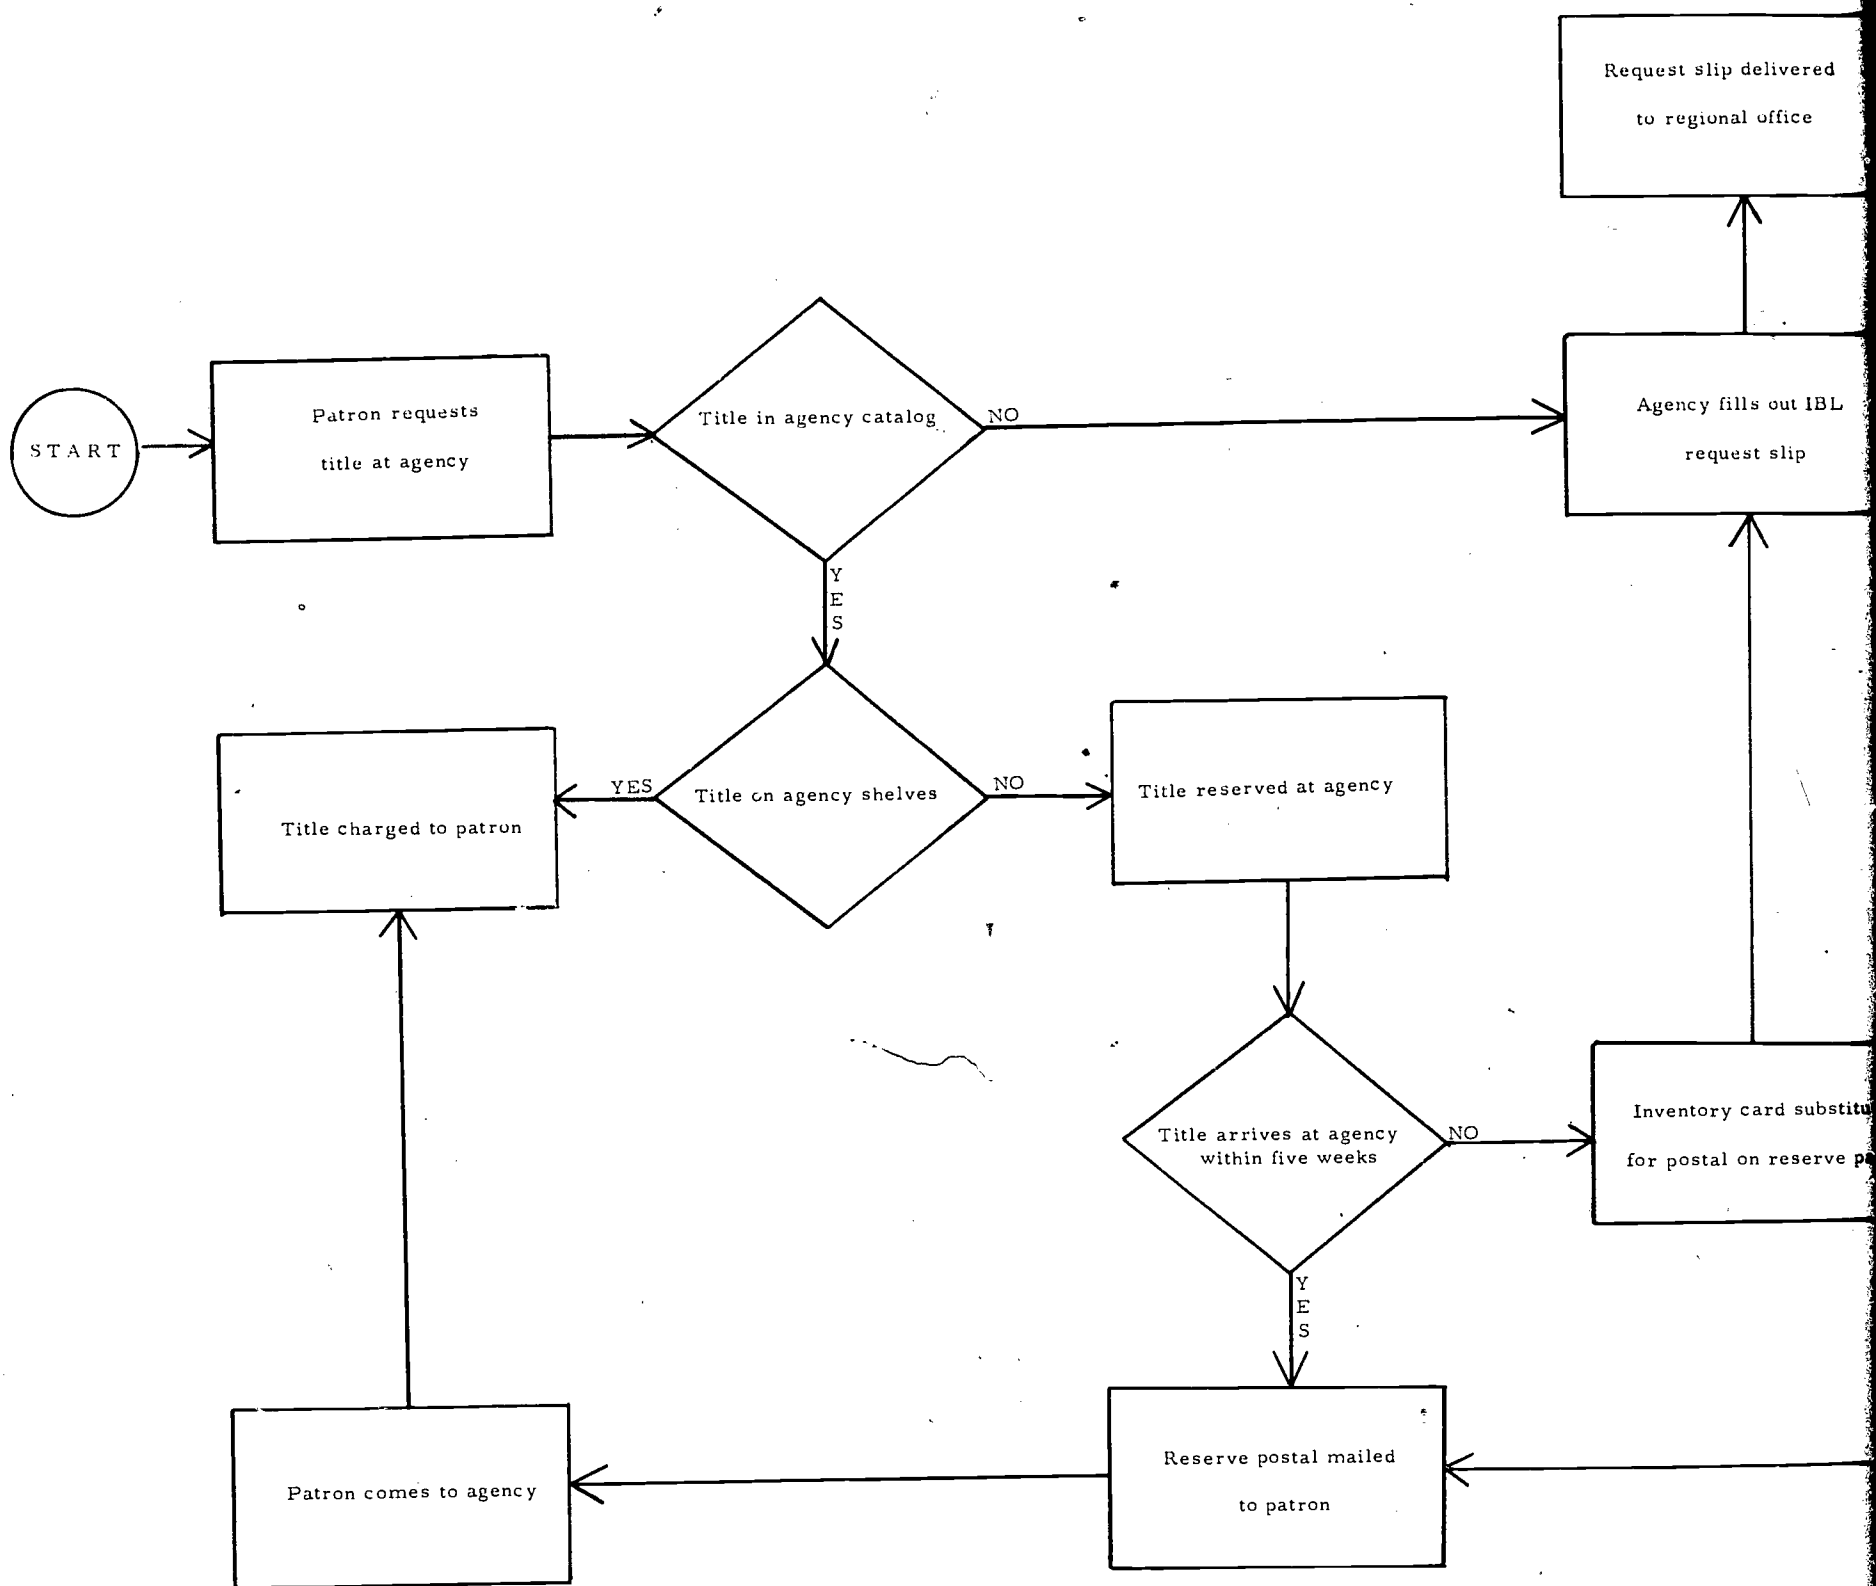 Request slip delivered
to regional office
START
Patron requests
title at agency
Title in agency catalog
NO
Agency fills out IBL
request slip
YES
Title charged to patron
YES
Title on agency shelves
NO
Title reserved at agency
Title arrives at agency
within five weeks
NO
Inventory card
for postal on reserve
YES
Patron comes to agency
Reserve postal mailed
to patron